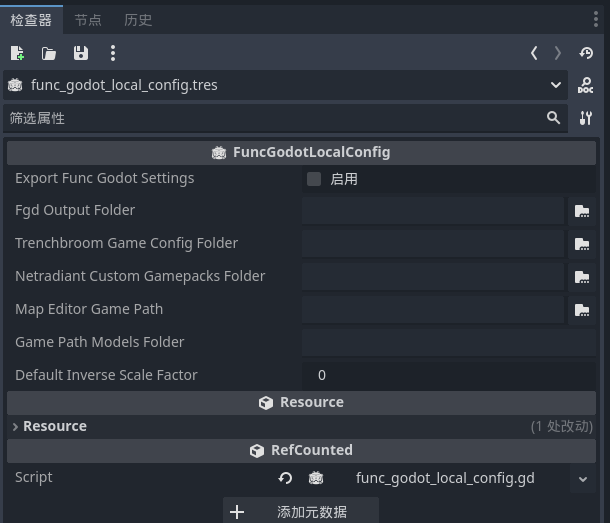 检查器 节点 历史
func_godot_local_config.tres
DOC
筛选属性
FuncGodotLocalConfig
Export Func Godot Settings 启用
Fgd Output Folder
Trenchbroom Game Config Folder
Netradiant Custom Gamepacks Folder
Map Editor Game Path
Game Path Models Folder
Default Inverse Scale Factor 0
Resource
Resource (1 处改动)
RefCounted
Script func_godot_local_config.gd
添加元数据